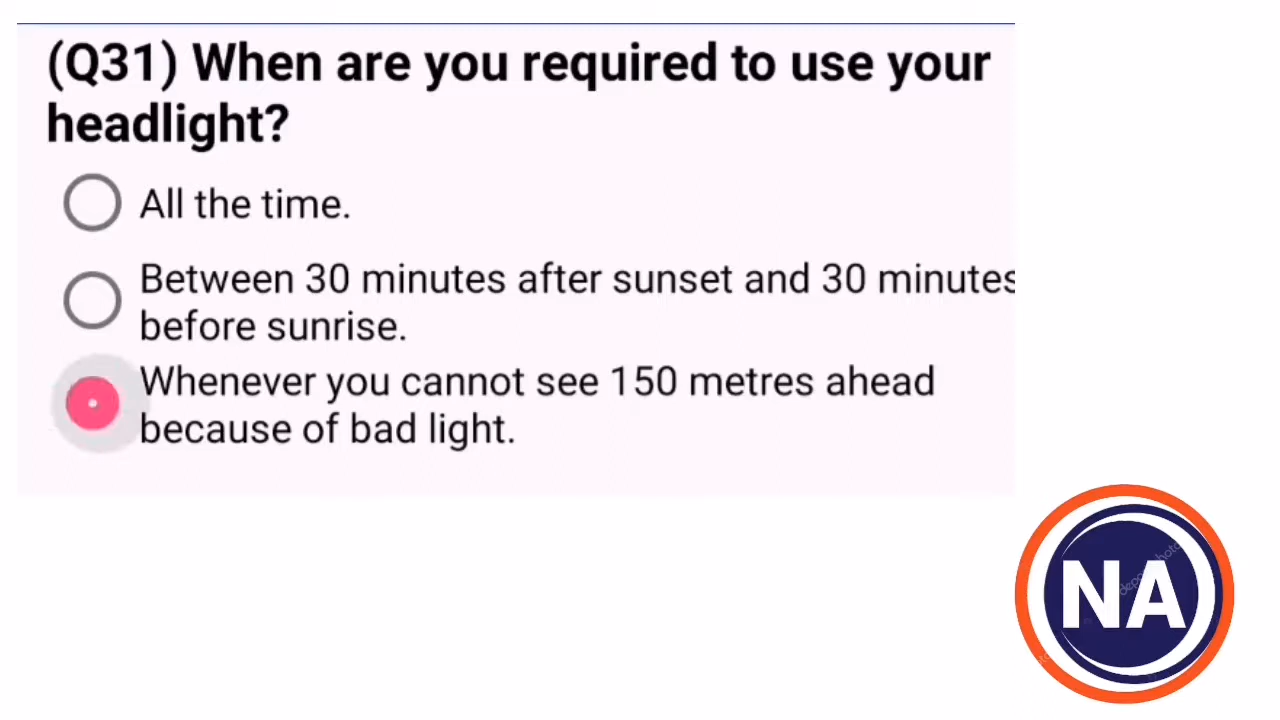 (Q31) When are you required to use your
headlight?
All the time.
Between 30 minutes after sunset and 30 minutes
before sunrise.
Whenever you cannot see 150 metres ahead
because of bad light.
NA